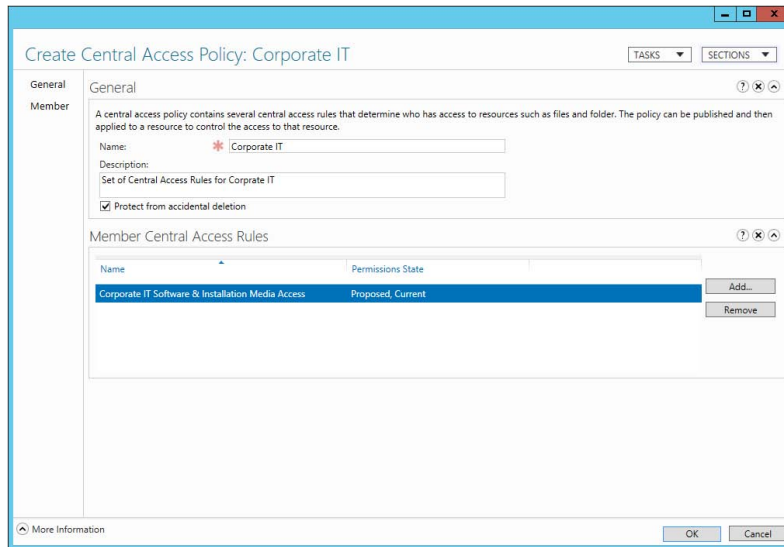 Create Central Access Policy: Corporate IT
TASKS
SECTIONS
General
Member
General
A central access policy contains several central access rules that determine who has access to resources such as files and folder. The policy can be published and then
applied to a resource to control the access to that resource.
Name:
Corporate IT
Description:
Set of Central Access Rules for Corprate IT
Protect from accidental deletion
Member Central Access Rules
Name
Permissions State
Corporate IT Software & Installation Media Access
Proposed, Current
Add...
Remove
More Information
OK
Cancel